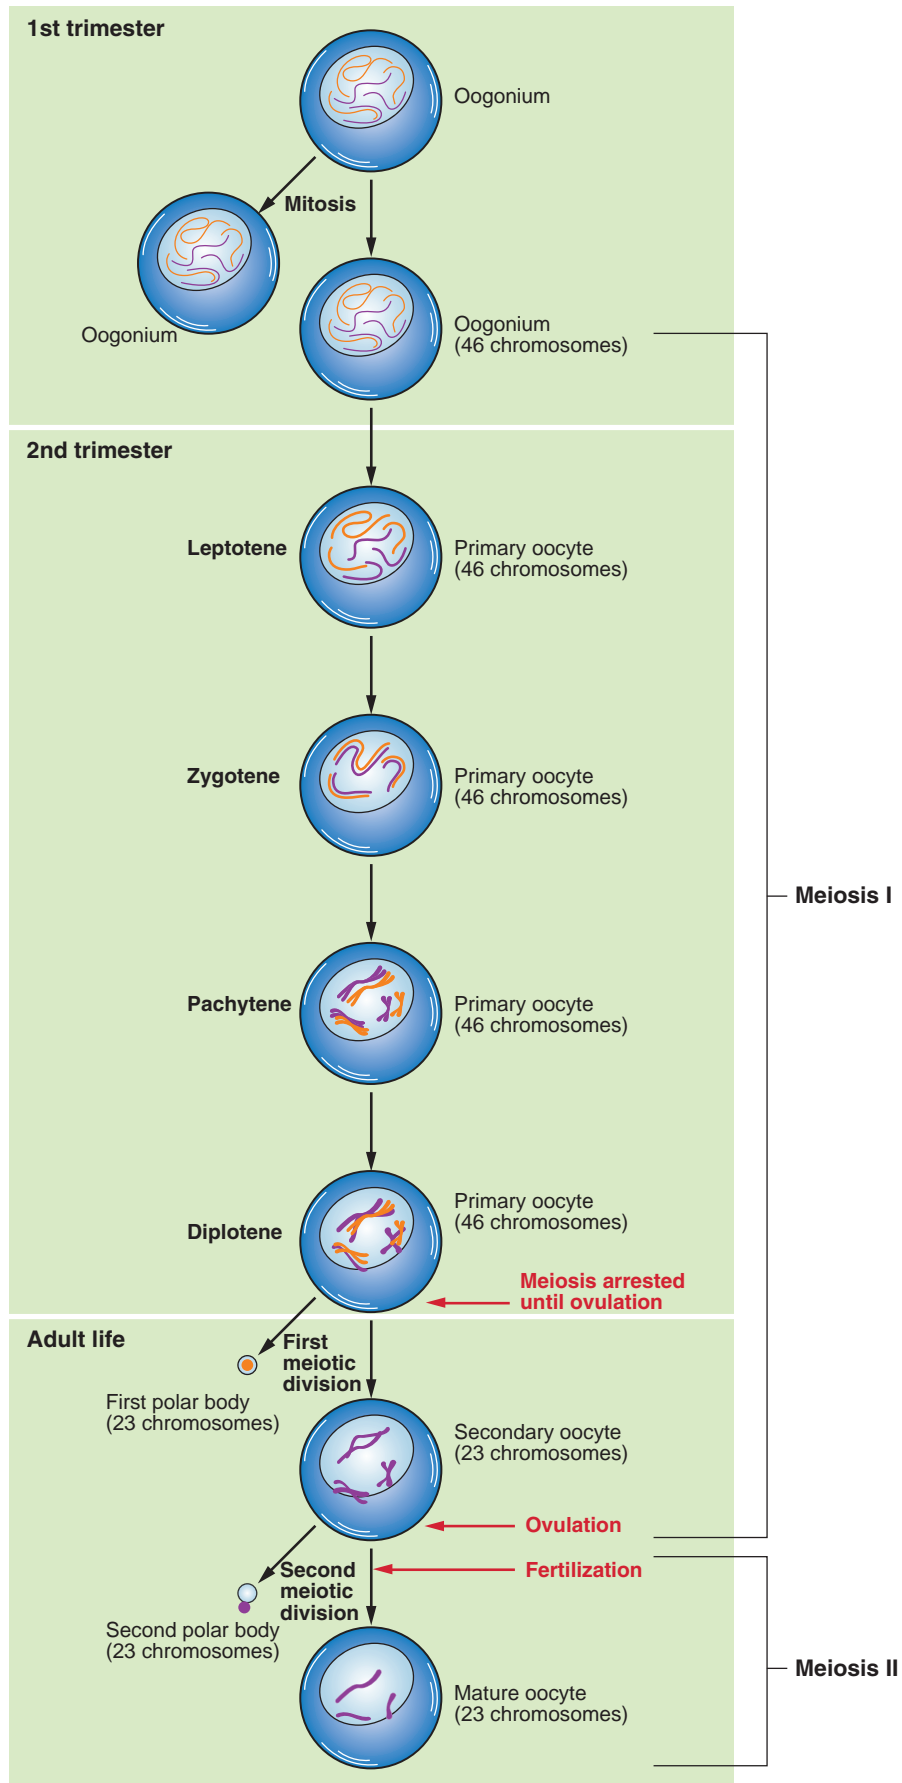 1st trimester
Oogonium
Mitosis
Oogonium
Oogonium
(46 chromosomes)
2nd trimester
Leptotene
Primary oocyte
(46 chromosomes)
Zygotene
Primary oocyte
(46 chromosomes)
Meiosis I
Pachytene
Primary oocyte
(46 chromosomes)
Diplotene
Primary oocyte
(46 chromosomes)
Meiosis arrested
until ovulation
Adult life
First
meiotic
division
First polar body
(23 chromosomes)
Secondary oocyte
(23 chromosomes)
Ovulation
Fertilization
Second
meiotic
division
Second polar body
(23 chromosomes)
Meiosis II
Mature oocyte
(23 chromosomes)